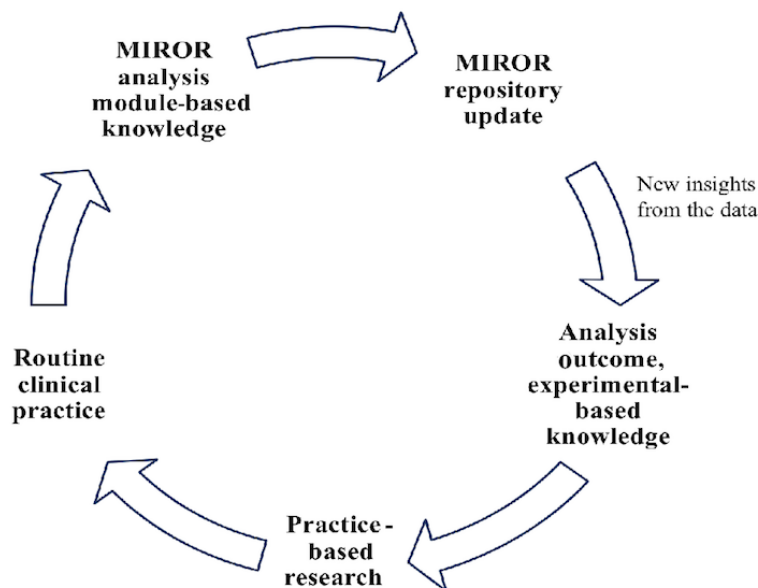 MIROR
analysis
module-based
knowledge
MIROR
repository
update
New insights
from the data
Analysis
outcome,
experimental-
based
knowledge
Practice-
based
research
Routine
clinical
practice